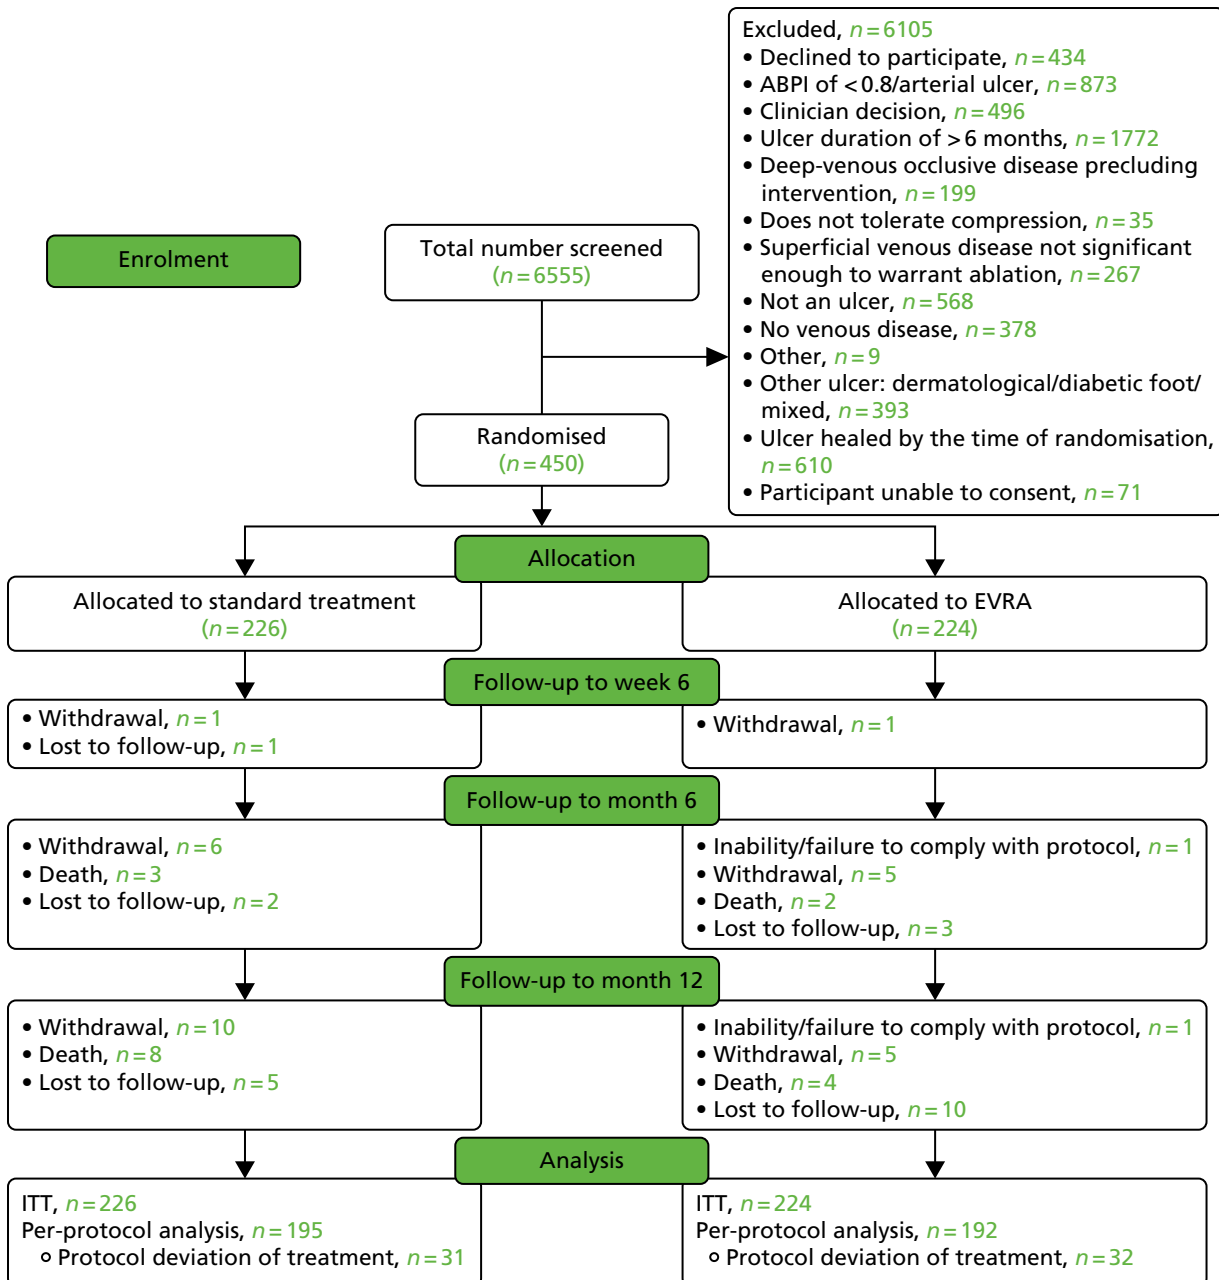 Excluded, n=6105
• Declined to participate, n=434
• ABPI of <0.8/arterial ulcer, n=873
• Clinician decision, n=496
• Ulcer duration of >6 months, n=1772
• Deep-venous occlusive disease precluding
intervention, n=199
• Does not tolerate compression, n=35
• Superficial venous disease not significant
enough to warrant ablation, n=267
• Not an ulcer, n=568
• No venous disease, n=378
• Other, n=9
• Other ulcer: dermatological/diabetic foot/
mixed, n=393
• Ulcer healed by the time of randomisation,
n=610
• Participant unable to consent, n=71
Enrolment
Total number screened
(n=6555)
Randomised
(n=450)
Allocation
Allocated to standard treatment
(n=226)
Allocated to EVRA
(n=224)
Follow-up to week 6
• Withdrawal, n=1
• Lost to follow-up, n=1
• Withdrawal, n=1
Follow-up to month 6
• Withdrawal, n=6
• Death, n=3
• Lost to follow-up, n=2
• Inability/failure to comply with protocol, n=1
• Withdrawal, n=5
• Death, n=2
• Lost to follow-up, n=3
Follow-up to month 12
• Withdrawal, n=10
• Death, n=8
• Lost to follow-up, n=5
• Inability/failure to comply with protocol, n=1
• Withdrawal, n=5
• Death, n=4
• Lost to follow-up, n=10
Analysis
ITT, n=226
Per-protocol analysis, n=195
Protocol deviation of treatment, n=31
ITT, n=224
Per-protocol analysis, n=192
Protocol deviation of treatment, n=32